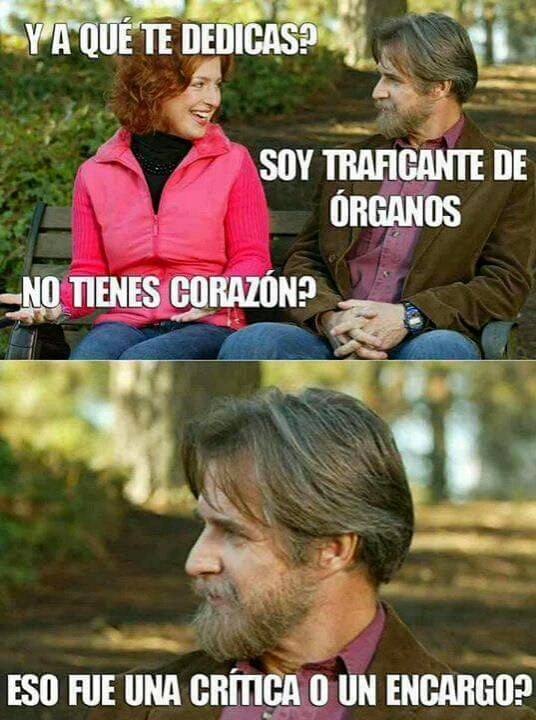 Y A QUÉ TE DEDICAS?
SOY TRAFICANTE DE
ÓRGANOS
NO TIENES CORAZÓN?
ESO FUE UNA CRÍTICA O UN ENCARGO?